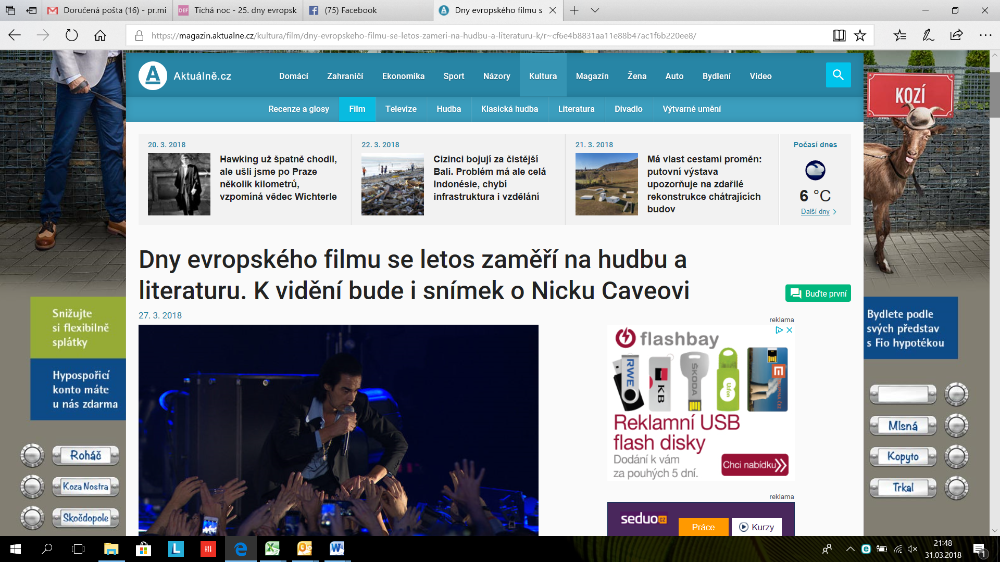 Doručená pošta (16) - pr.mi
Tichá noc - 25. dny evropsk
(75) Facebook
Dny evropského filmu s
https://magazin.aktualne.cz/kultura/film/dny-evropskeho-filmu-se-letos-zameri-na-hudbu-a-literaturu-k/r~cf6e4b8831aa11e88b47ac1f6b220ee8/
Aktuálně.cz
Domácí
Zahraničí
Ekonomika
Sport
Názory
Kultura
Magazín
Žena
Auto
Bydlení
Video
Recenze a glosy
Film
Televize
Hudba
Klasická hudba
Literatura
Divadlo
Výtvarné umění
20. 3. 2018
Hawking už špatně chodil,
ale ušli jsme po Praze
několik kilometrů,
vzpomíná vědec Wichterle
22. 3. 2018
Cizinci bojují za čistější
Bali. Problém má ale celá
Indonésie, chybí
infrastruktura i vzdělání
21. 3. 2018
Má vlast cestami proměn:
putovní výstava
upozorňuje na zdařilé
rekonstrukce chátrajících
budov
Počasí dnes
6 °C
Další dny
KOZÍ
Dny evropského filmu se letos zaměří na hudbu a
literaturu. K vidění bude i snímek o Nicku Caveovi
Buďte první
27. 3. 2018
Snižujte
si flexibilně
splátky
Hypospořicí
konto máte
u nás zdarma
Roháč
Koza Nostra
Skočdopole
reklama
flashbay
RWE
KB
ŠKODA
U:fon
Reklamní USB
flash disky
Dodání k vám
za pouhých 5 dní.
Chci nabídku
reklama
seduo.cz
Práce
Kurzy
Bydlete podle
svých představ
s Fio hypotékou
Mlsná
Kopyto
Trkal
21:48
31.03.2018
1